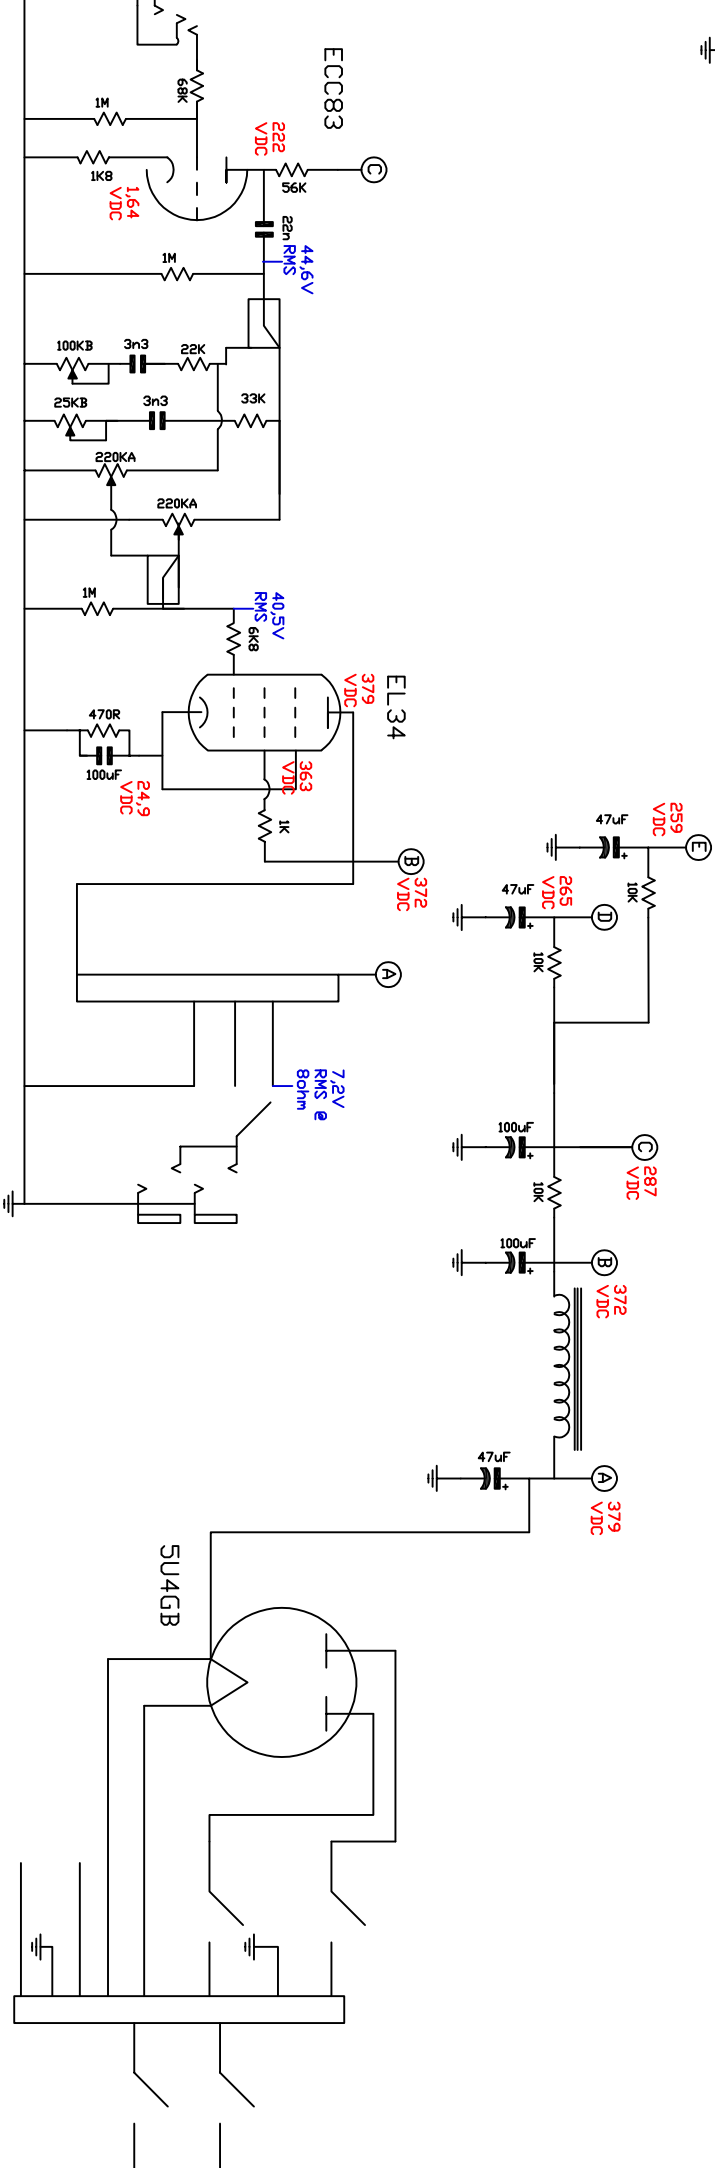 ECC83
68K
1M
1K8
1,64
VDC
222
VDC
56K
C
22n
44,6V
RMS
1M
100KB
3n3
22K
25KB
3n3
33K
220KA
220KA
1M
40,5V
RMS
6K8
EL34
379
VDC
470R
100uF
24,9
VDC
363
VDC
1K
B
372
VDC
A
7,2V
RMS @
8ohm
47uF
+
259
VDC
E
10K
47uF
+
265
VDC
D
10K
100uF
+
C
287
VDC
10K
100uF
+
B
372
VDC
47uF
+
A
379
VDC
5U4GB